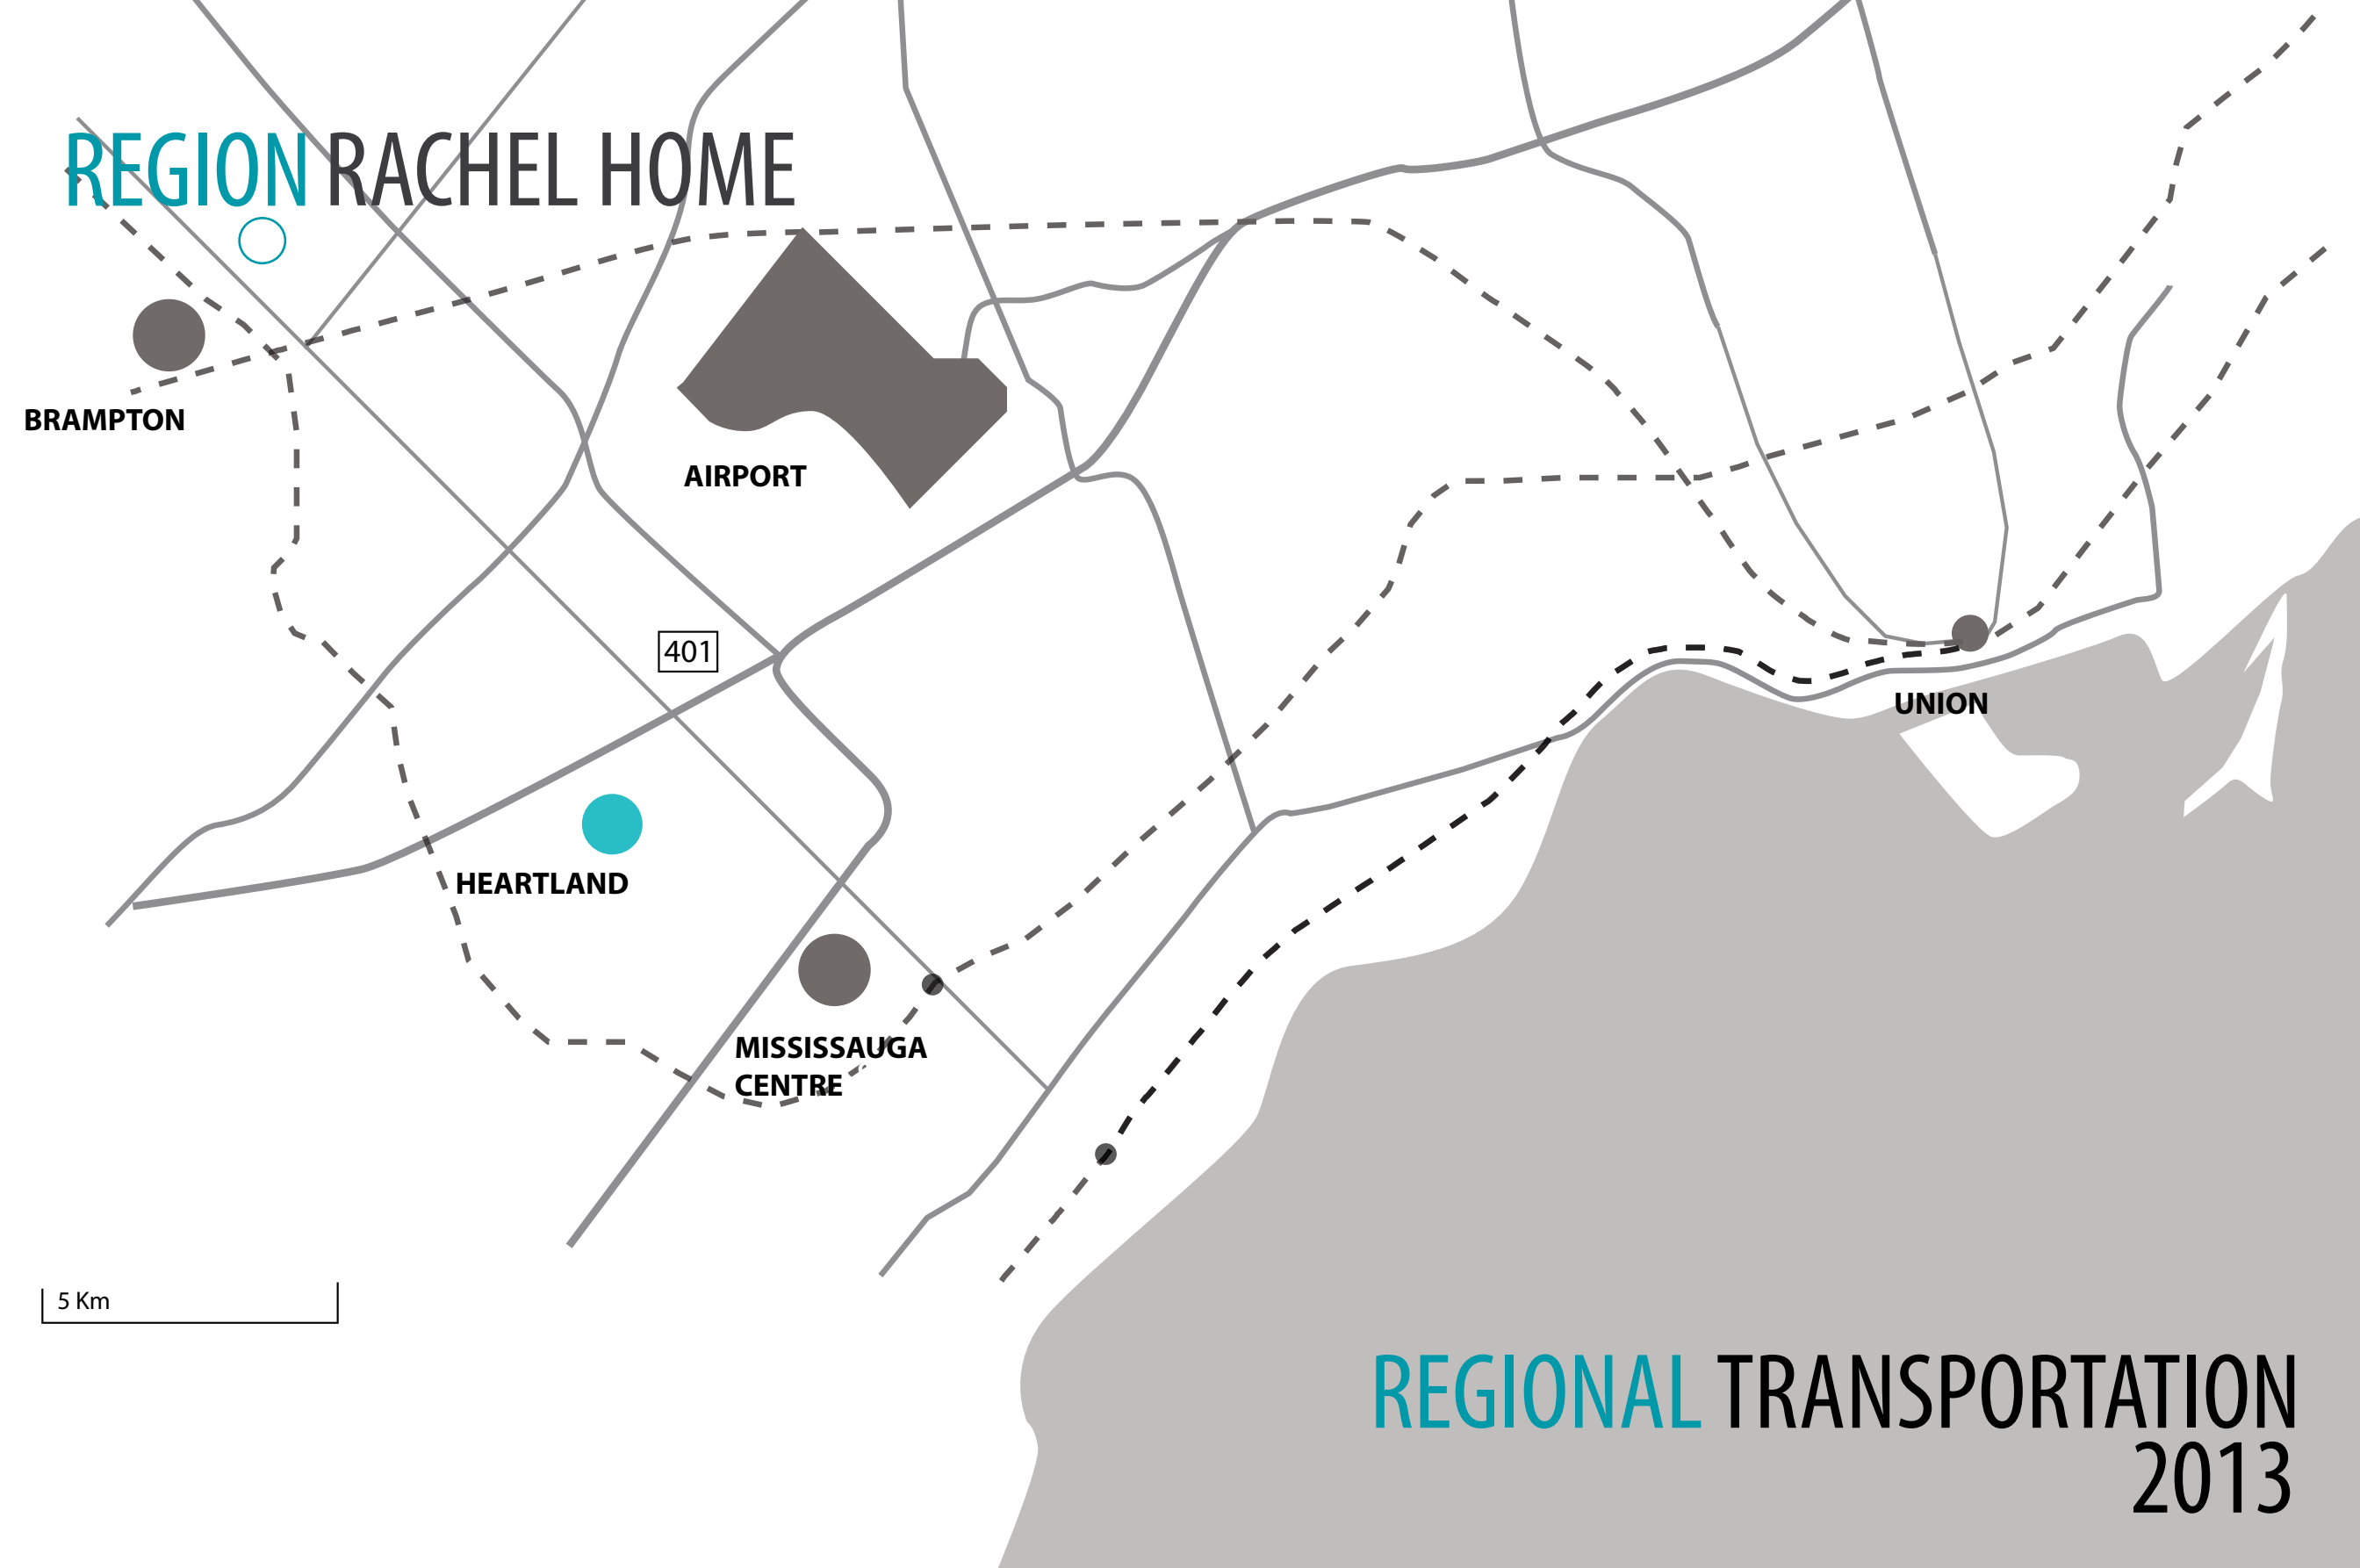 REGION RACHEL HOME
BRAMPTON
AIRPORT
401
UNION
HEARTLAND
MISSISSAUGA
CENTRE
5 Km
REGIONAL TRANSPORTATION
2013